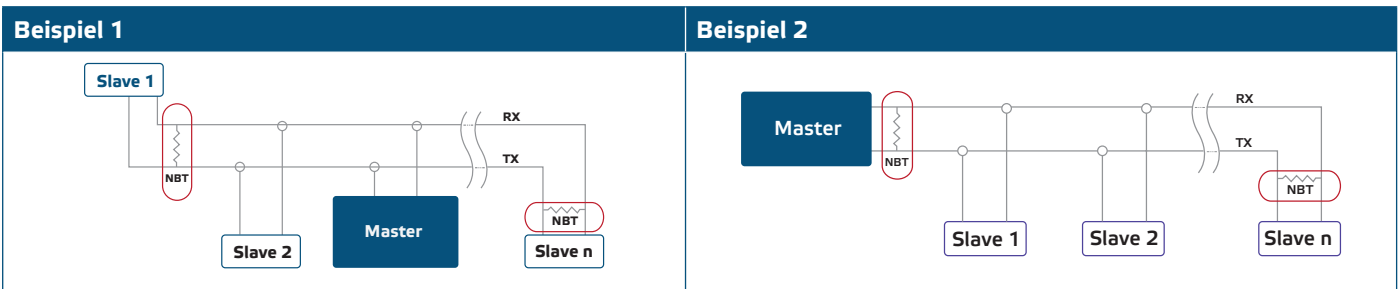 Beispiel 1
Slave 1
RX
TX
NBT
NBT
Slave 2
Master
Slave n
Beispiel 2
Master
RX
TX
NBT
NBT
Slave 1
Slave 2
Slave n